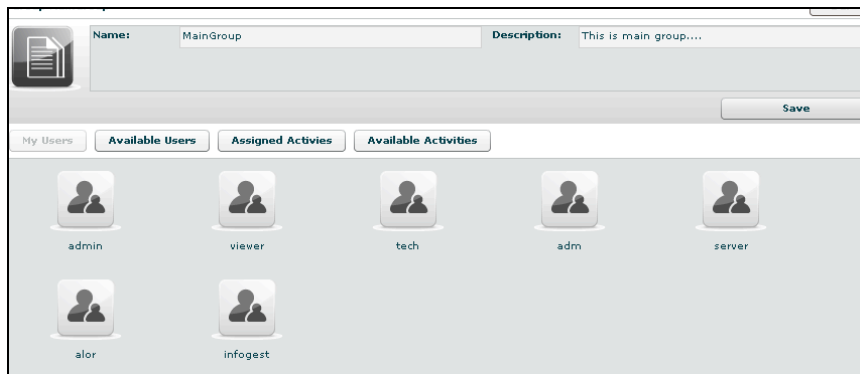 Name: MainGroup Description: This is main group....
Save
My Users Available Users Assigned Activies Available Activities
admin viewer tech adm server
alor infogest